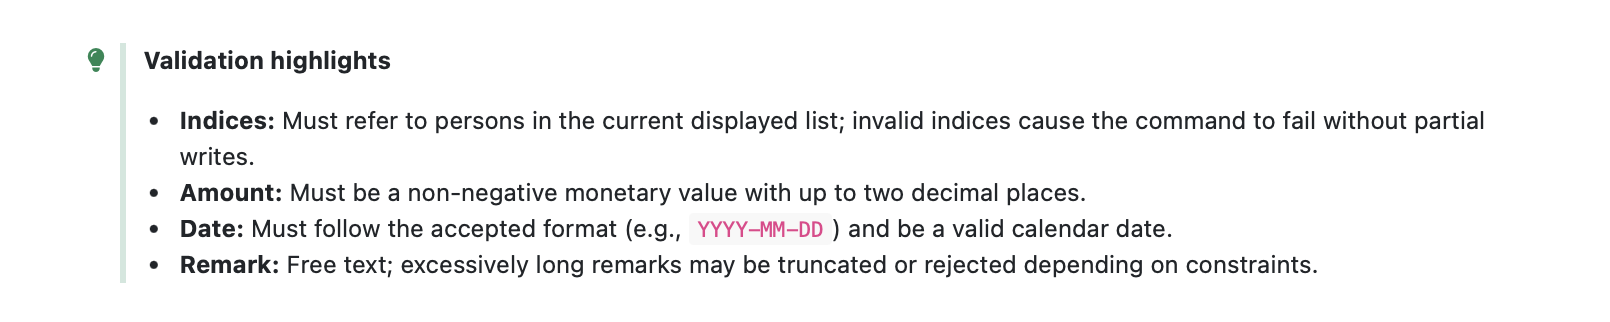 Validation highlights
• Indices: Must refer to persons in the current displayed list; invalid indices cause the command to fail without partial
writes.
• Amount: Must be a non-negative monetary value with up to two decimal places.
• Date: Must follow the accepted format (e.g., YYYY-MM-DD ) and be a valid calendar date.
• Remark: Free text; excessively long remarks may be truncated or rejected depending on constraints.